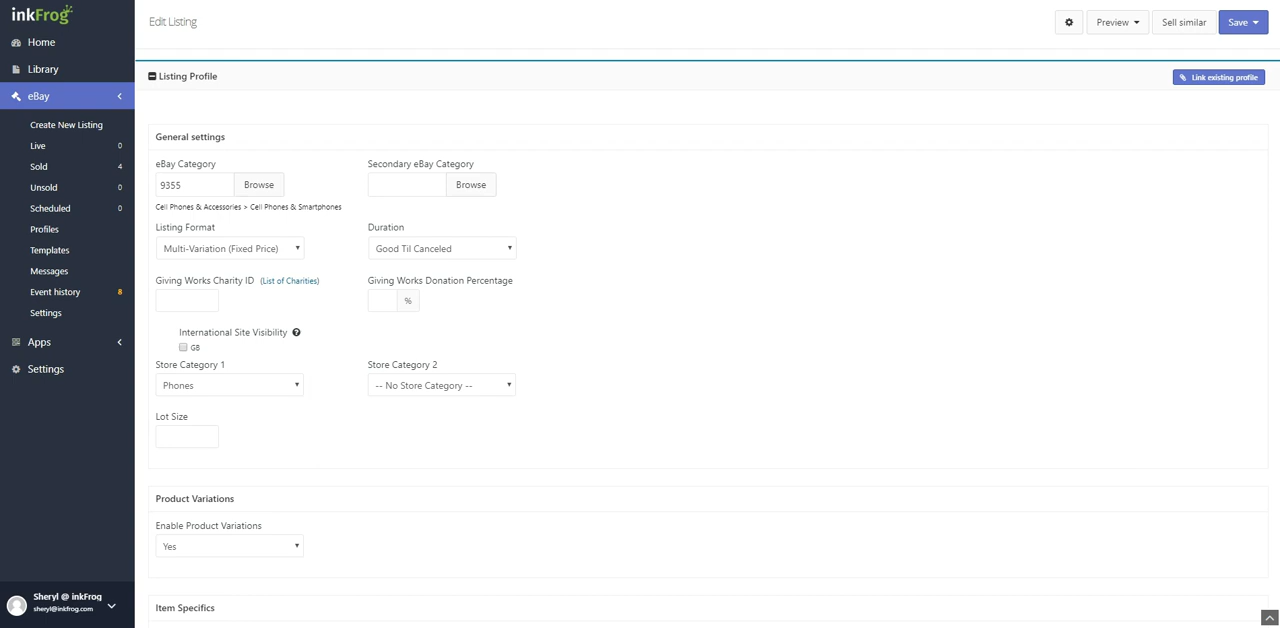 inkFrog
Home
Library
eBay
Create New Listing
Live 0
Sold 4
Unsold 0
Scheduled 0
Profiles
Templates
Messages
Event history 8
Settings
Apps
Settings
Sheryl @ inkFrog
sheryl@inkfrog.com
Edit Listing
Preview
Sell similar
Save
Listing Profile
Link existing profile
General settings
eBay Category
Secondary eBay Category
9355
Browse
Browse
Cell Phones & Accessories > Cell Phones & Smartphones
Listing Format
Duration
Multi-Variation (Fixed Price)
Good Til Canceled
Giving Works Charity ID (List of Charities)
Giving Works Donation Percentage
%
International Site Visibility ?
GB
Store Category 1
Store Category 2
Phones
-- No Store Category --
Lot Size
Product Variations
Enable Product Variations
Yes
Item Specifics